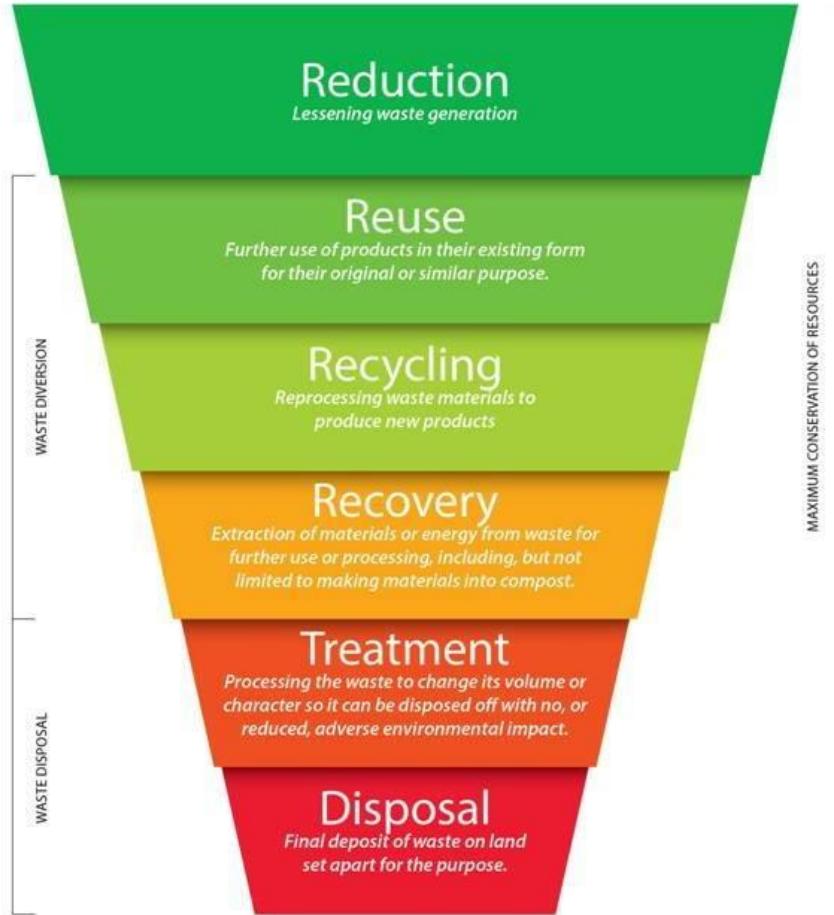 Reduction
Lessening waste generation
Reuse
Further use of products in their existing form
for their original or similar purpose.
Recycling
Reprocessing waste materials to
produce new products
Recovery
Extraction of materials or energy from waste for
further use or processing, including, but not
limited to making materials into compost.
Treatment
Processing the waste to change its volume or
character so it can be disposed off with no, or
reduced, adverse environmental impact.
Disposal
Final deposit of waste on land
set apart for the purpose.
WASTE DIVERSION
WASTE DISPOSAL
MAXIMUM CONSERVATION OF RESOURCES